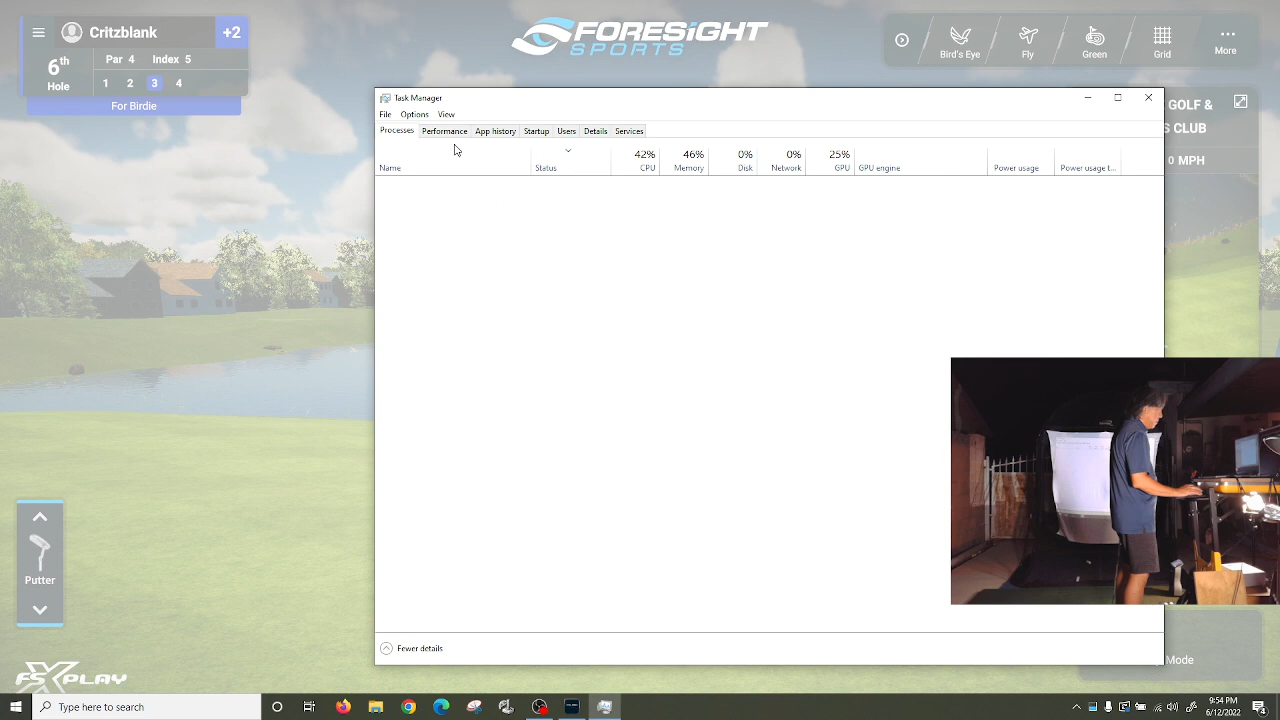 Critzblank +2
6th Hole
Par 4 Index 5
1 2 3 4
For Birdie
FORESIGHT
SPORTS
Bird's Eye
Fly
Green
Grid
More
GOLF &
S CLUB
0 MPH
Task Manager
File Options View
Processes Performance App history Startup Users Details Services
42% 46% 0% 0% 25%
Name Status CPU Memory Disk Network GPU GPU engine Power usage Power usage t...
Putter
Fewer details
Mode
FSX PLAY
Type here to search
9:54 PM
6/12/2022